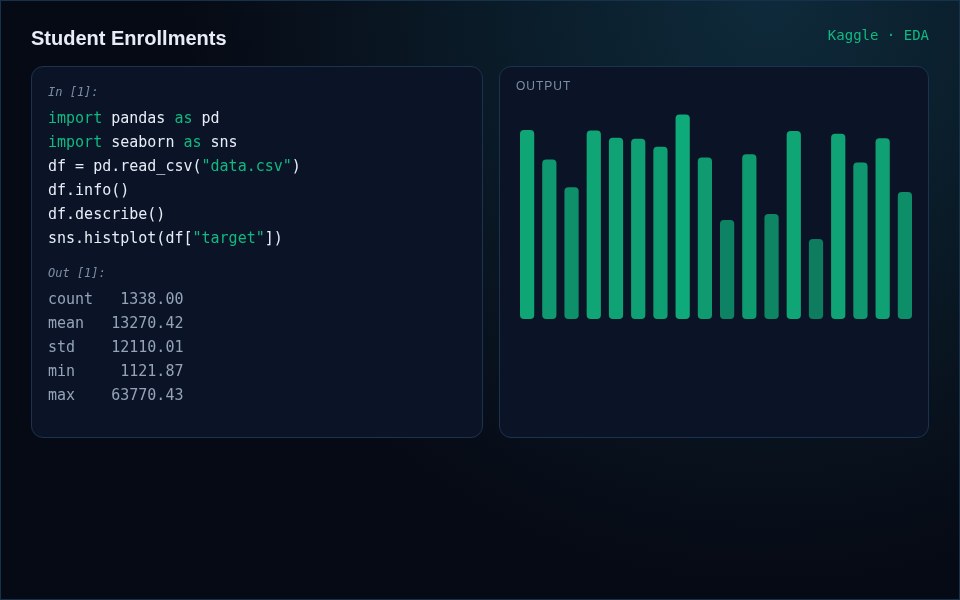 Student Enrollments
Kaggle · EDA
In [1]:
import pandas as pd
import seaborn as sns
df = pd.read_csv("data.csv")
df.info()
df.describe()
sns.histplot(df["target"])
Out [1]:
count   1338.00
mean   13270.42
std    12110.01
min     1121.87
max    63770.43
OUTPUT